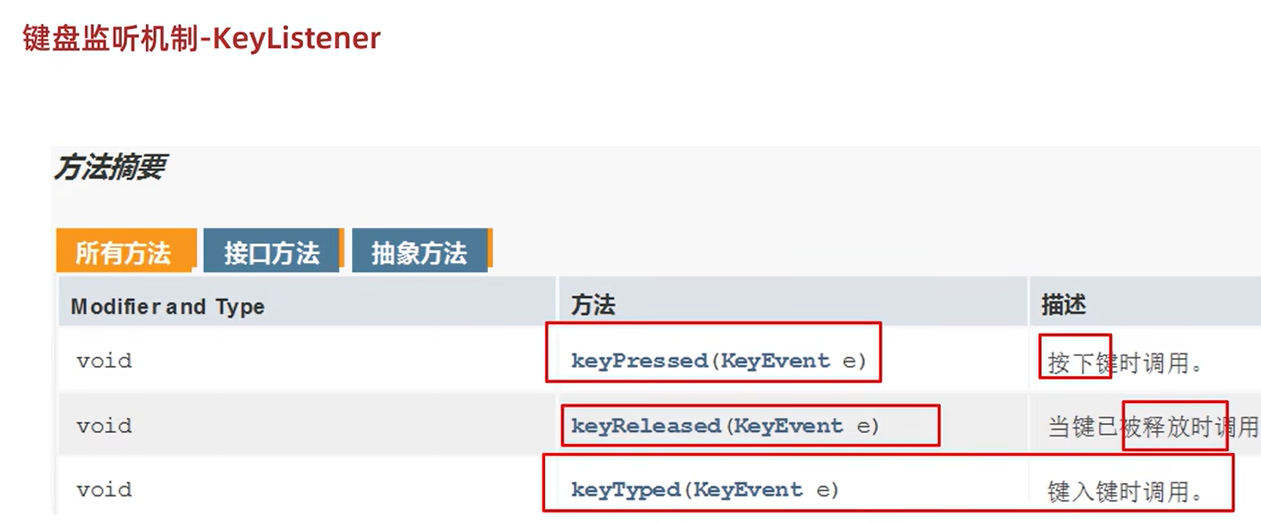 键盘监听机制-KeyListener
方法摘要
所有方法 接口方法 抽象方法
Modifier and Type 方法 描述
void keyPressed(KeyEvent e) 按下键时调用。
void keyReleased(KeyEvent e) 当键已被释放时调用
void keyTyped(KeyEvent e) 键入键时调用。